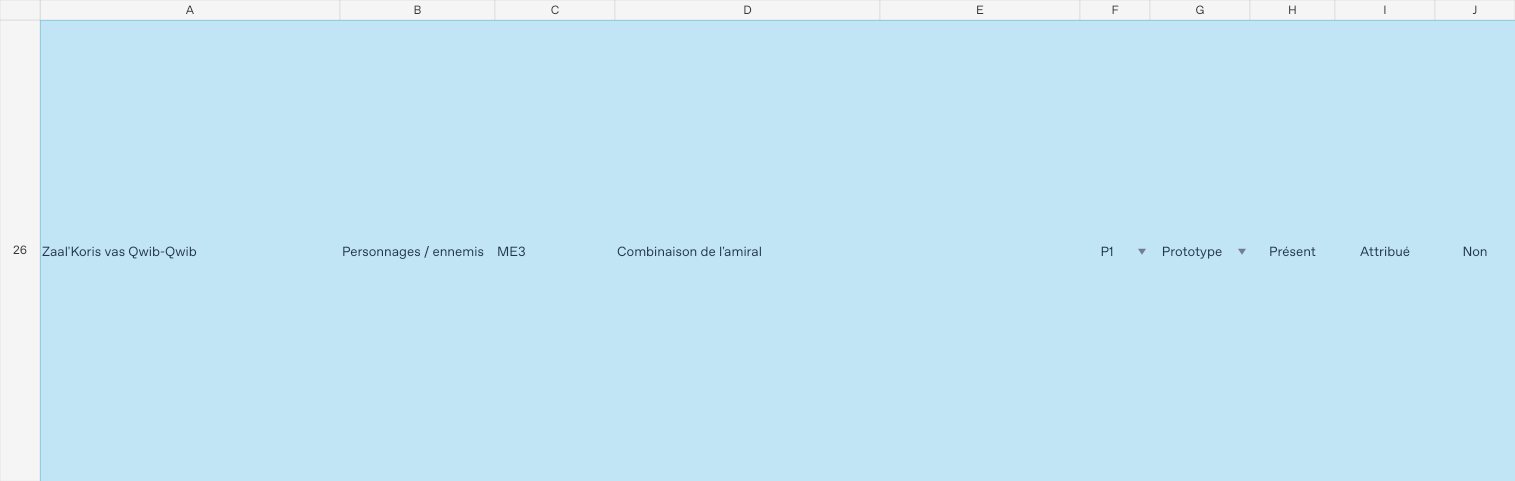 A B C D E F G H I J
26 Zaal'Koris vas Qwib-Qwib Personnages / ennemis ME3 Combinaison de l'amiral P1 Prototype Présent Attribué Non